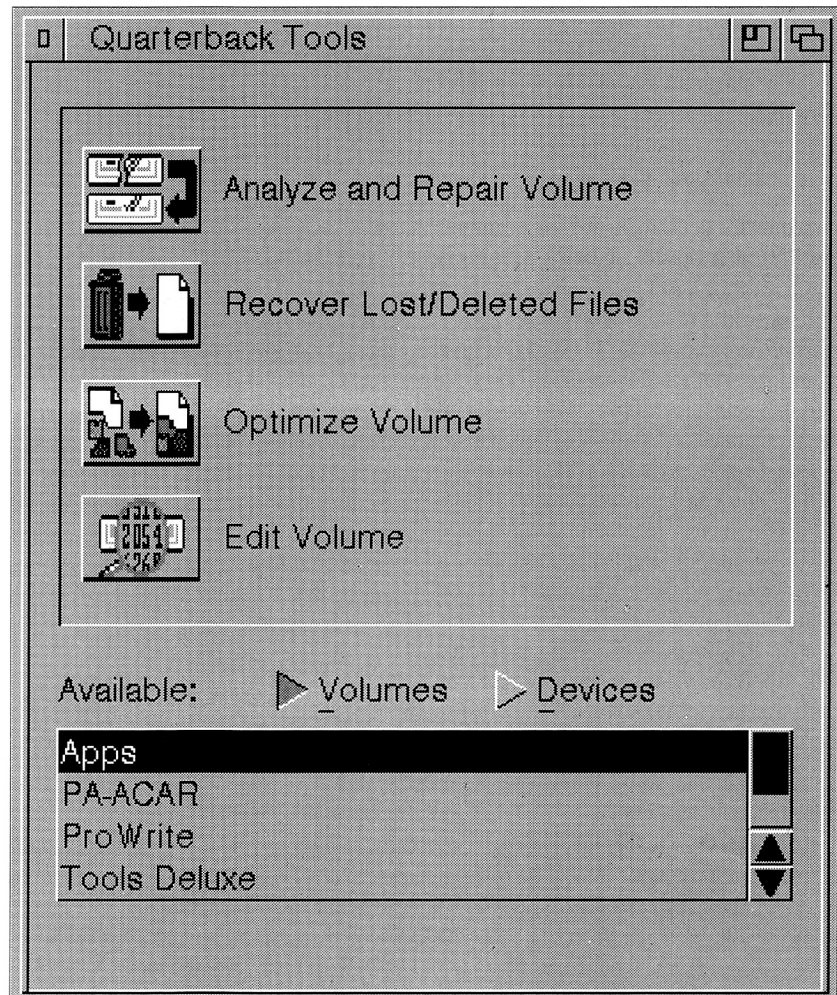 Quarterback Tools
Analyze and Repair Volume
Recover Lost/Deleted Files
Optimize Volume
2054
Edit Volume
Available: Volumes Devices
Apps
PA-ACAR
ProWrite
Tools Deluxe